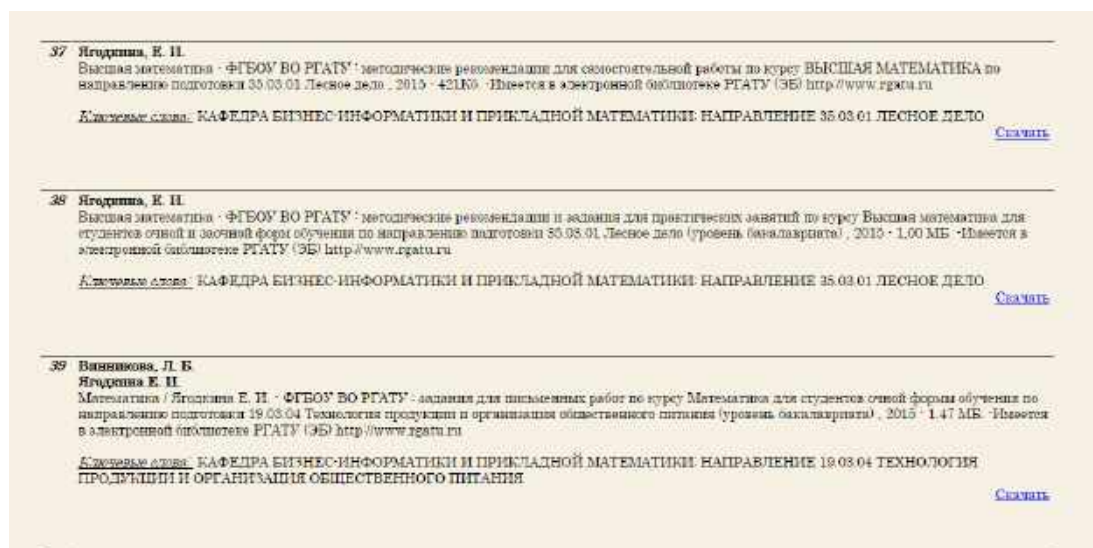 37 Ягодкина, Е. И.
Высшая математика - ФГБОУ ВО РГАТУ : методические рекомендации для самостоятельной работы по курсу ВЫСШАЯ МАТЕМАТИКА по
направлению подготовки 35.03.01 Лесное дело , 2015 - 421Кб. -Имеется в электронной библиотеке РГАТУ (ЭБ) http://www.rgatu.ru
Ключевые слова: КАФЕДРА БИЗНЕС-ИНФОРМАТИКИ И ПРИКЛАДНОЙ МАТЕМАТИКИ; НАПРАВЛЕНИЕ 35.03.01 ЛЕСНОЕ ДЕЛО
Скачать
38 Ягодкина, Е. И.
Высшая математика - ФГБОУ ВО РГАТУ : методические рекомендации и задания для практических занятий по курсу Высшая математика для
студентов очной и заочной форм обучения по направлению подготовки 35.03.01 Лесное дело (уровень бакалавриата) , 2015 - 1,00 МБ. -Имеется в
электронной библиотеке РГАТУ (ЭБ) http://www.rgatu.ru
Ключевые слова: КАФЕДРА БИЗНЕС-ИНФОРМАТИКИ И ПРИКЛАДНОЙ МАТЕМАТИКИ; НАПРАВЛЕНИЕ 35.03.01 ЛЕСНОЕ ДЕЛО
Скачать
39 Винникова, Л. Б.
Ягодкина Е. И.
Математика / Ягодкина Е. И. - ФГБОУ ВО РГАТУ - задания для письменных работ по курсу Математика для студентов очной формы обучения по
направлению подготовки 19.03.04 Технология продукции и организация общественного питания (уровень бакалавриата) , 2015 - 1.47 МБ. -Имеется
в электронной библиотеке РГАТУ (ЭБ) http://www.rgatu.ru
Ключевые слова: КАФЕДРА БИЗНЕС-ИНФОРМАТИКИ И ПРИКЛАДНОЙ МАТЕМАТИКИ; НАПРАВЛЕНИЕ 19.03.04 ТЕХНОЛОГИЯ
ПРОДУКЦИИ И ОРГАНИЗАЦИЯ ОБЩЕСТВЕННОГО ПИТАНИЯ
Скачать